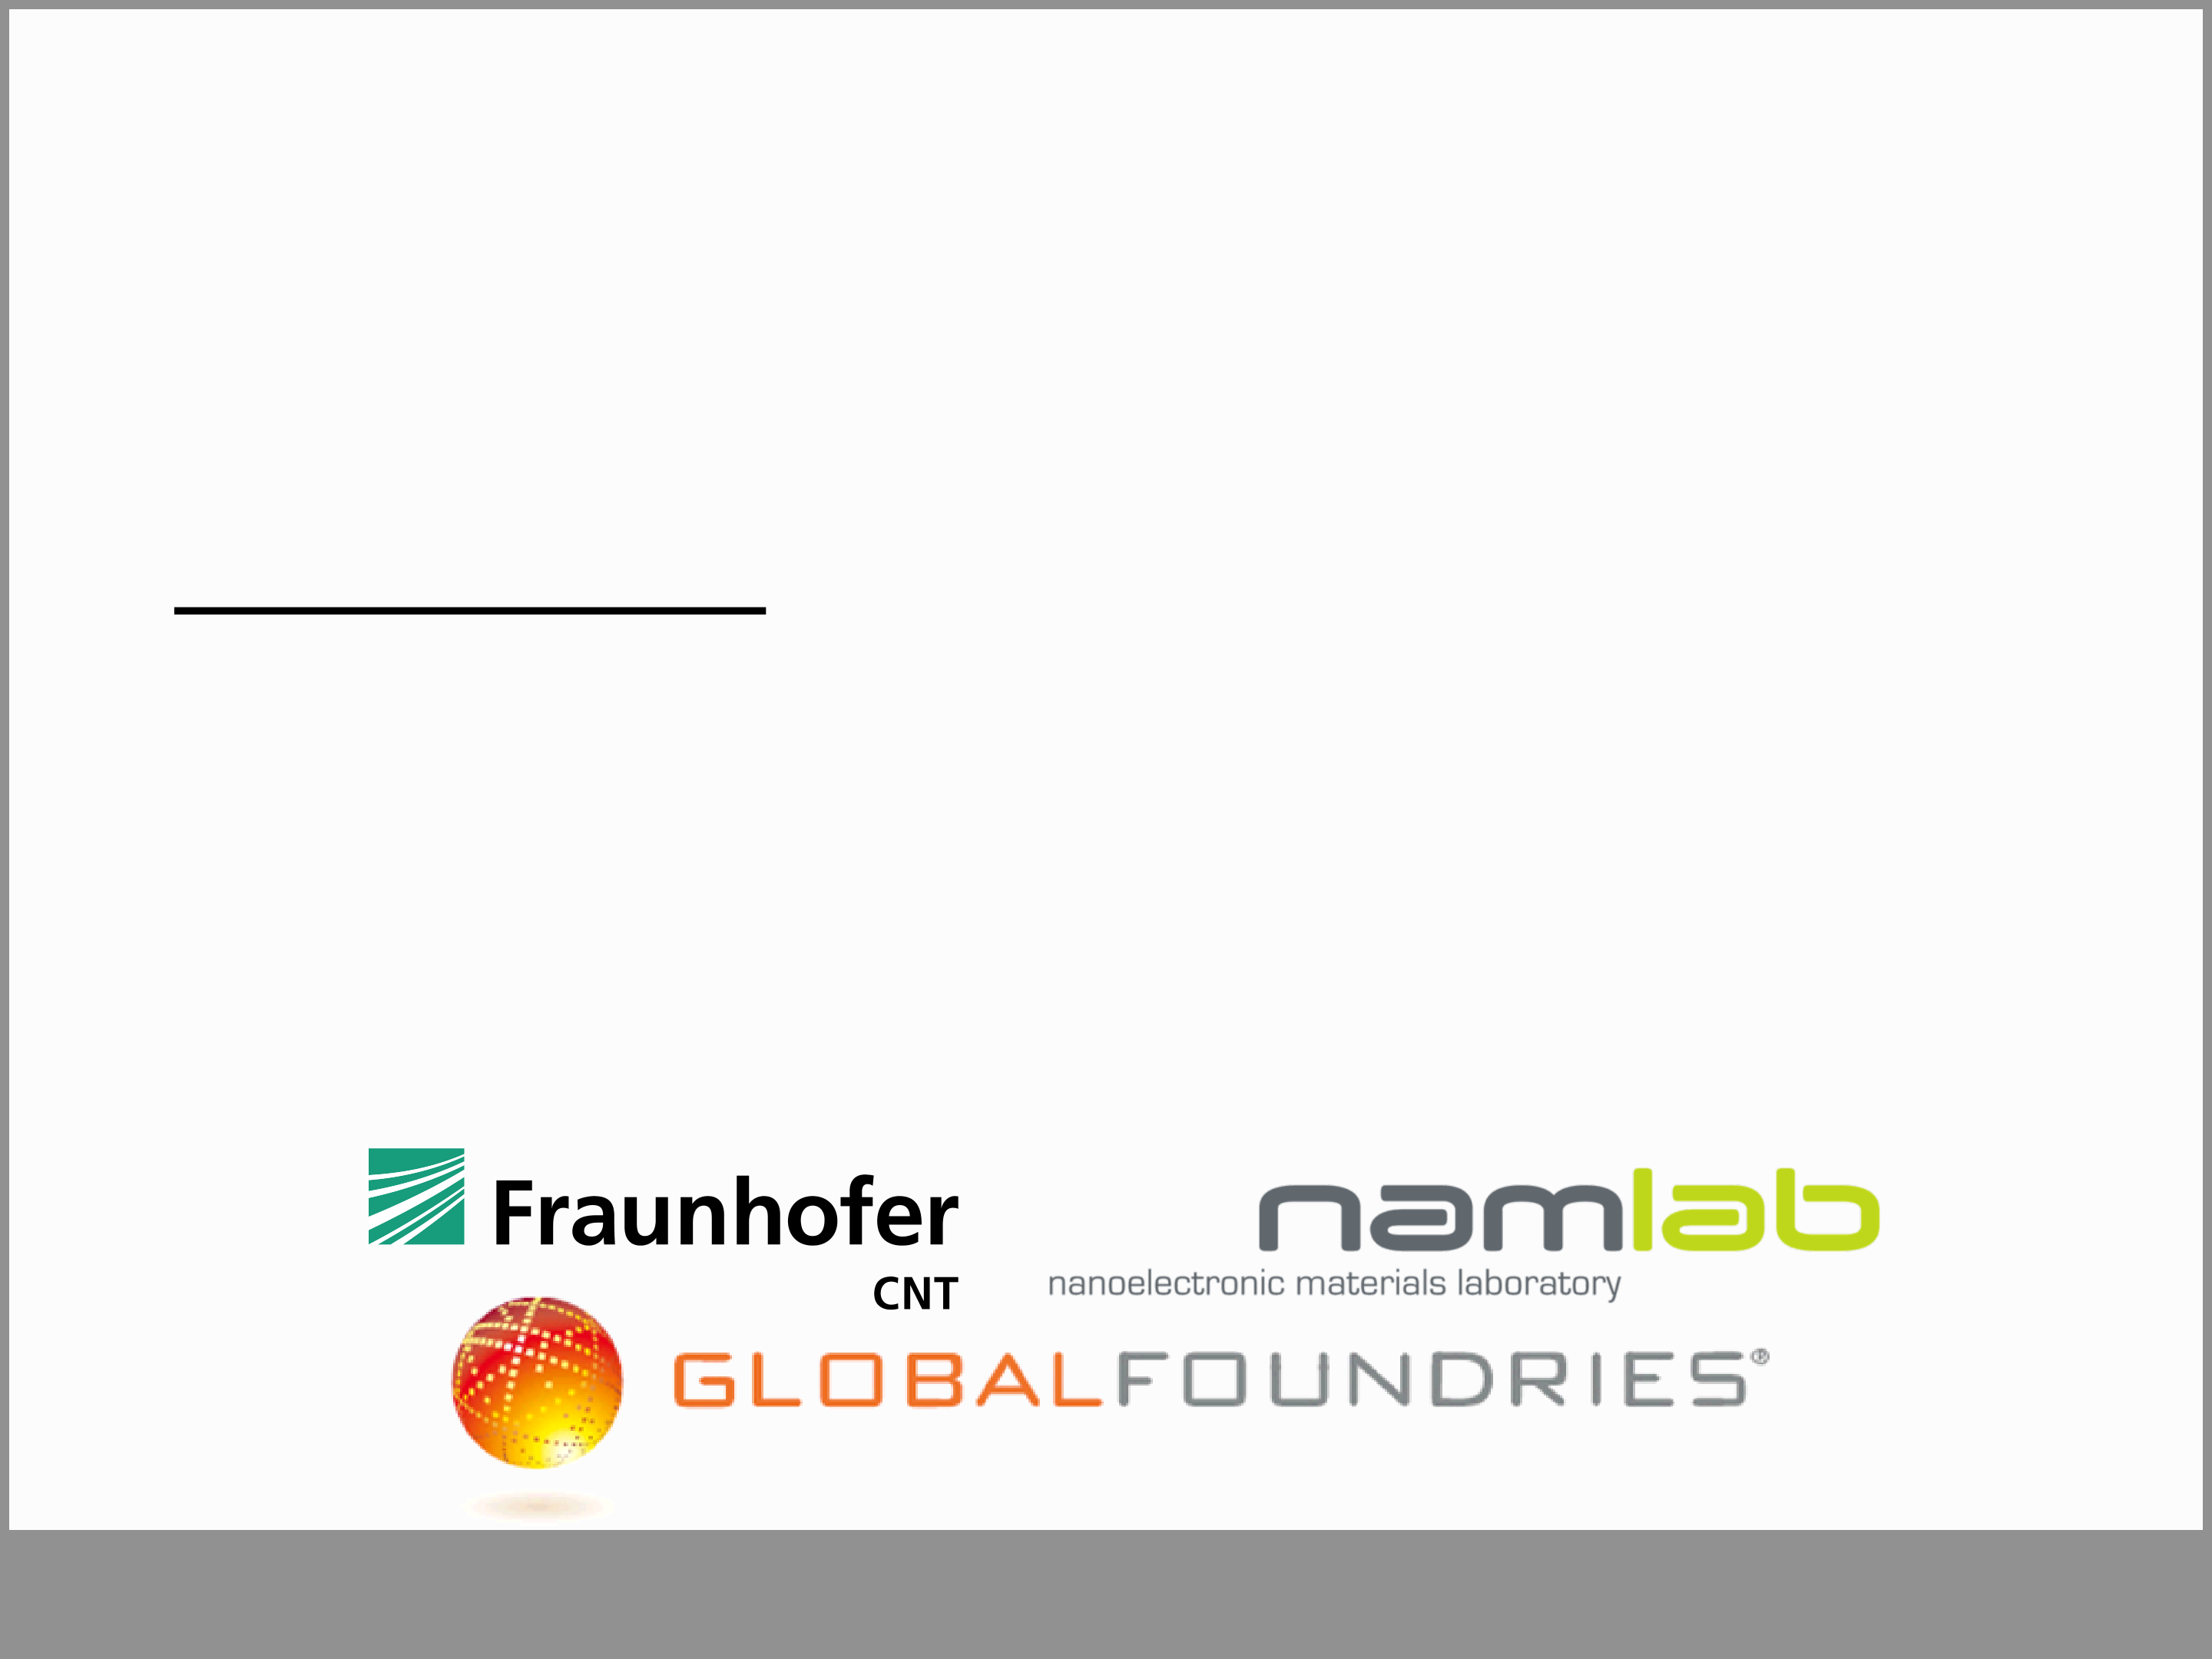 Fraunhofer
CNT
namlab
nanoelectronic materials laboratory
GLOBALFOUNDRIES®